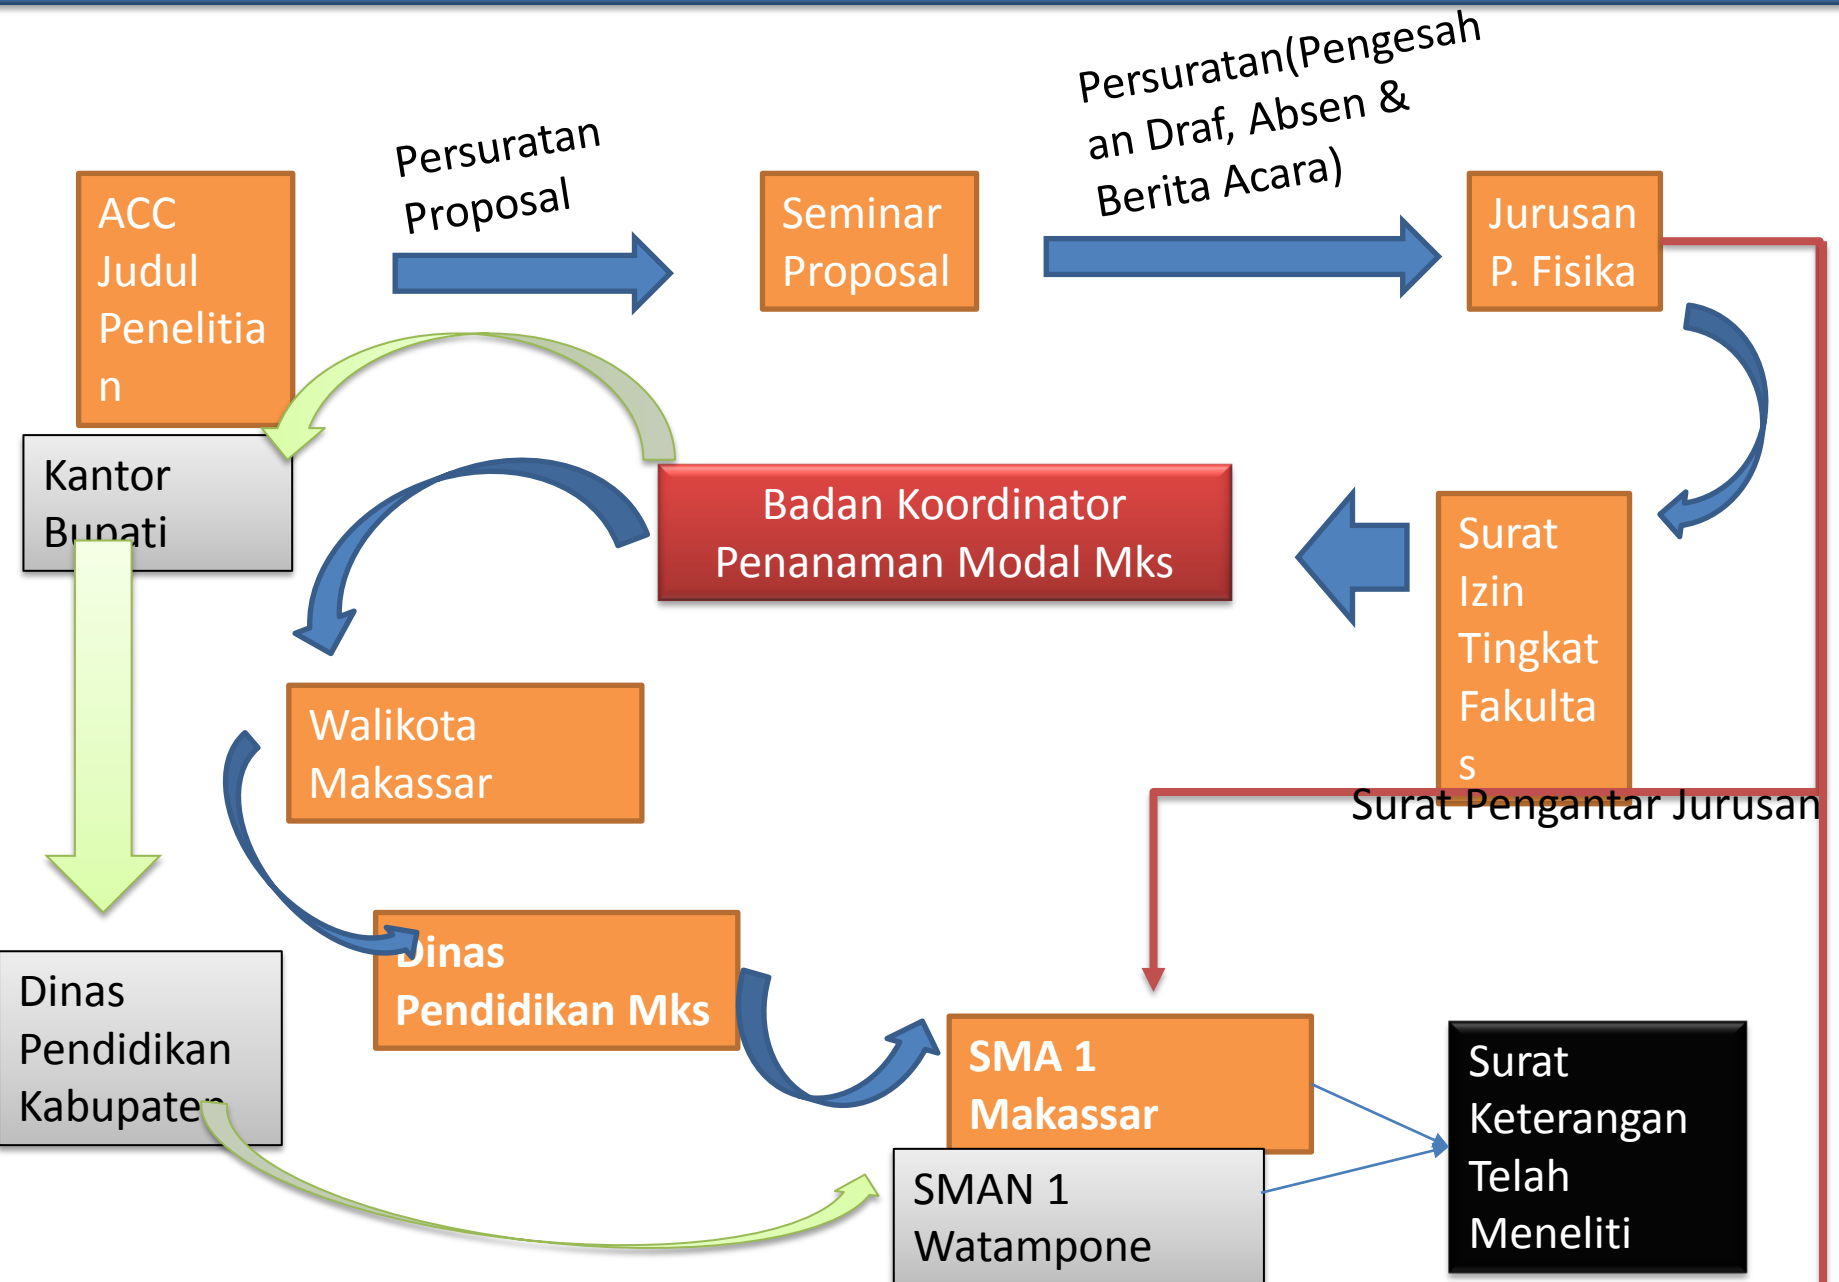 Persuratan
Proposal
Persuratan(Pengesah
an Draf, Absen &
Berita Acara)
ACC
Judul
Penelitia
n
Seminar
Proposal
Jurusan
P. Fisika
Kantor
Bupati
Badan Koordinator
Penanaman Modal Mks
Surat
Izin
Tingkat
Fakulta
s
Walikota
Makassar
Surat Pengantar Jurusan
Dinas
Pendidikan Mks
Dinas
Pendidikan
Kabupaten
SMA 1
Makassar
Surat
Keterangan
Telah
Meneliti
SMAN 1
Watampone